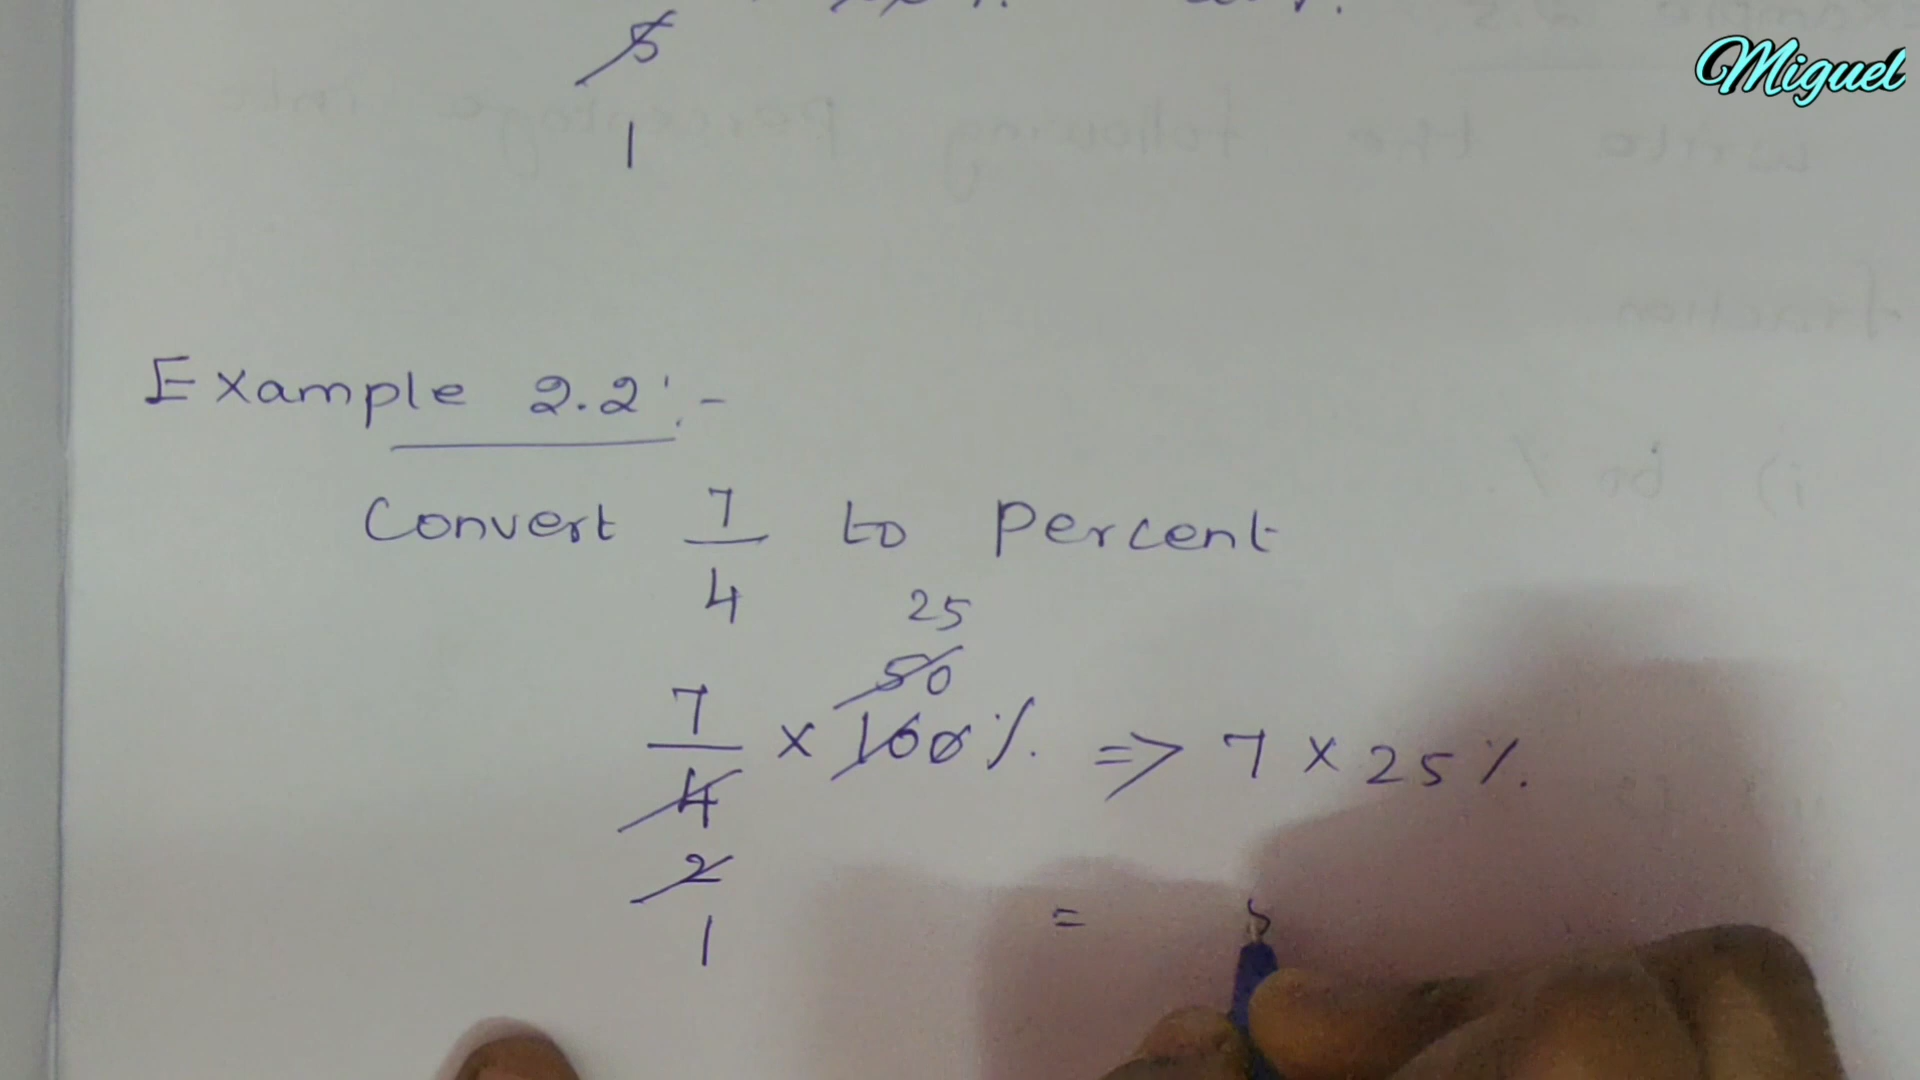 Miguel
5
1
Example 2.2:-
Convert 7/4 to Percent
25
50
7/4 x 100% => 7 x 25%
2
1
= 5